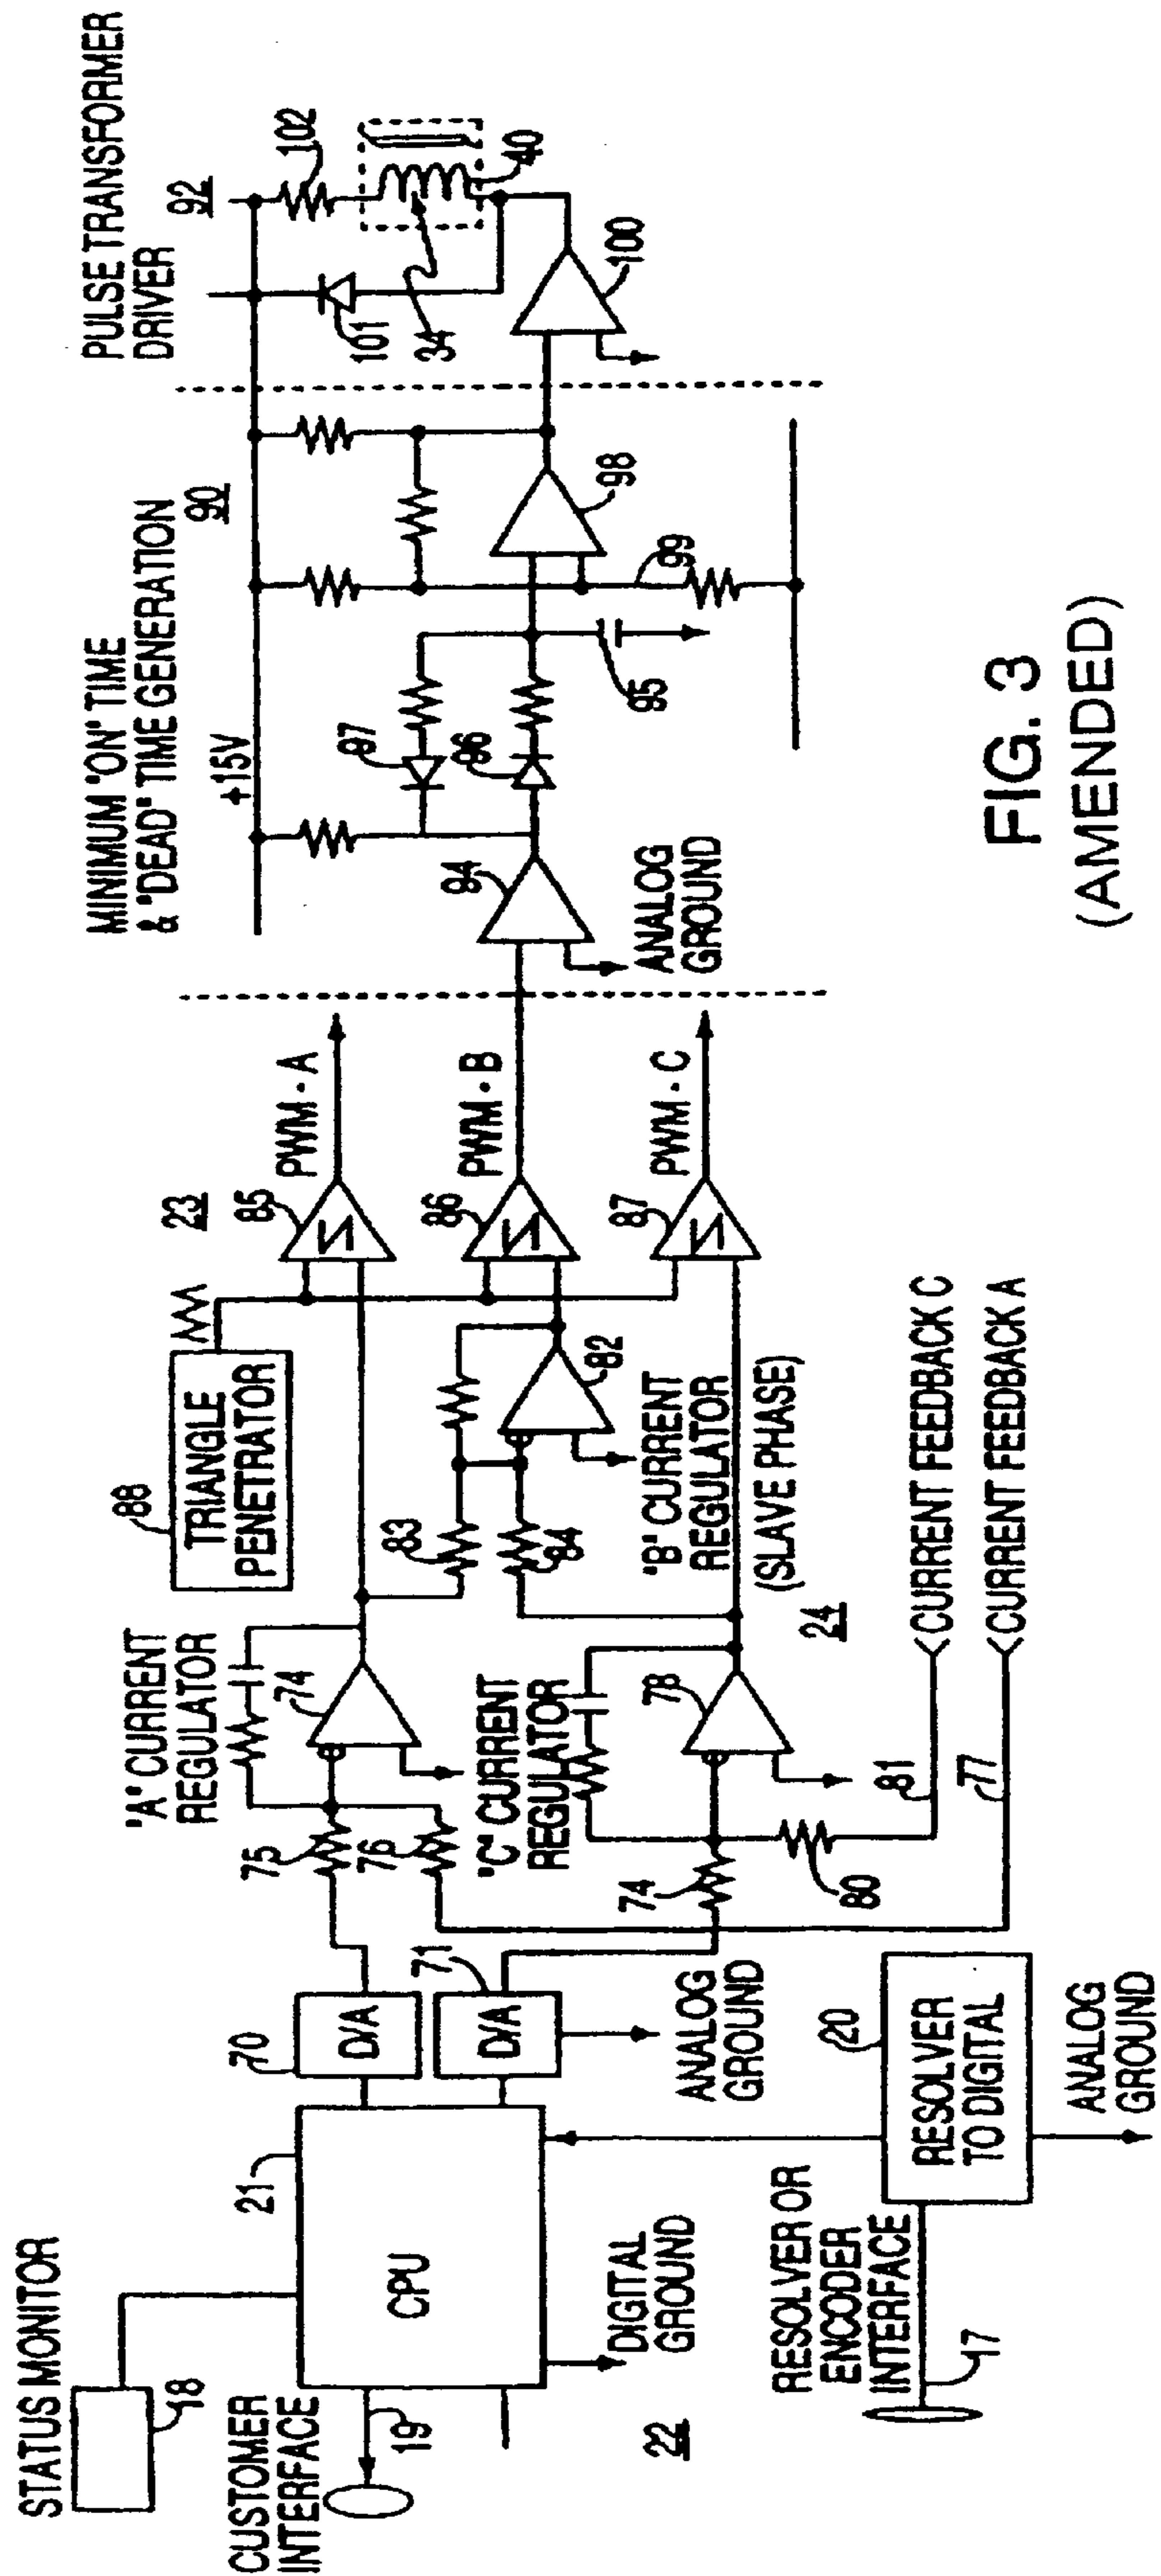 STATUS MONITOR
18
CUSTOMER
INTERFACE
19
21
CPU
DIGITAL
GROUND
22
RESOLVER OR
ENCODER
INTERFACE
17
20
RESOLVER
TO DIGITAL
ANALOG
GROUND
70
D/A
71
D/A
ANALOG
GROUND
"A" CURRENT
REGULATOR
74
75
76
"C" CURRENT
REGULATOR
74
78
80
81
77
CURRENT FEEDBACK C
CURRENT FEEDBACK A
24
88
TRIANGLE
PENETRATOR
83
84
82
"B" CURRENT
REGULATOR
(SLAVE PHASE)
23
85
PWM - A
86
PWM - B
87
PWM - C
MINIMUM "ON" TIME
& "DEAD" TIME GENERATION
90
+15V
94
ANALOG
GROUND
97
96
95
98
99
PULSE TRANSFORMER
DRIVER
92
101
102
34
40
100
FIG. 3
(AMENDED)